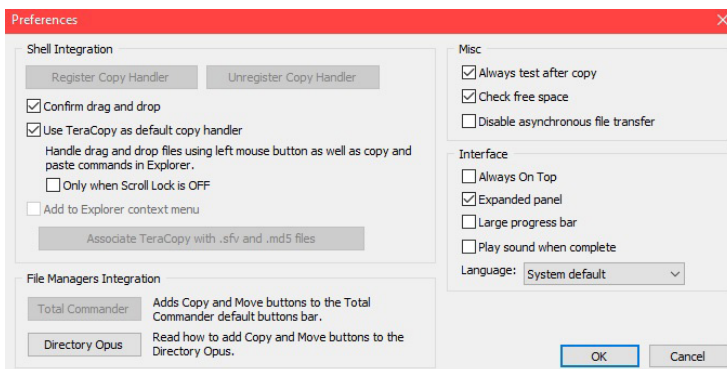 Preferences
Shell Integration
Register Copy Handler
Unregister Copy Handler
Confirm drag and drop
Use TeraCopy as default copy handler
Handle drag and drop files using left mouse button as well as copy and
paste commands in Explorer.
Only when Scroll Lock is OFF
Add to Explorer context menu
Associate TeraCopy with .sfv and .md5 files
File Managers Integration
Total Commander
Adds Copy and Move buttons to the Total
Commander default buttons bar.
Directory Opus
Read how to add Copy and Move buttons to the
Directory Opus.
Misc
Always test after copy
Check free space
Disable asynchronous file transfer
Interface
Always On Top
Expanded panel
Large progress bar
Play sound when complete
Language: System default
OK
Cancel